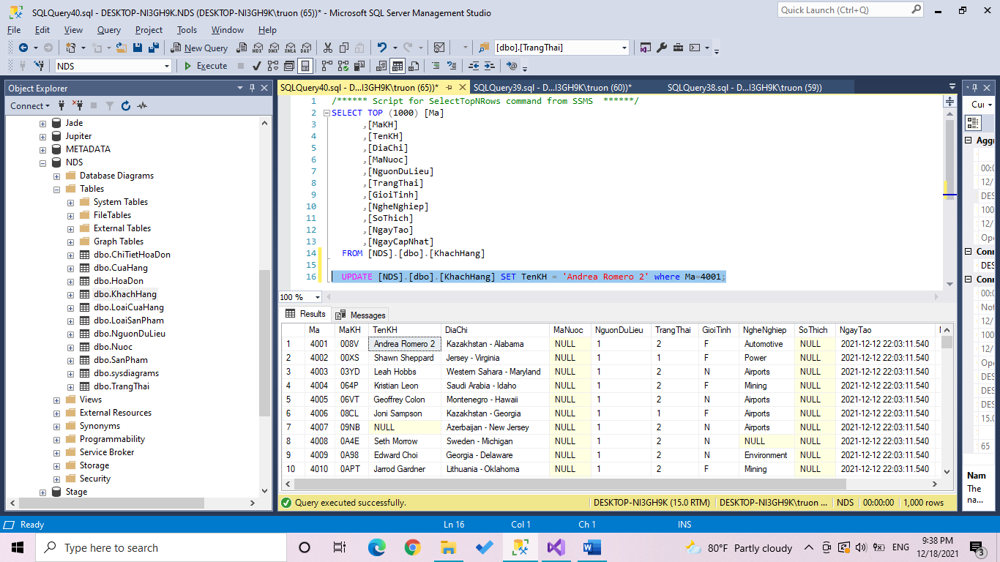 SQLQuery40.sql - DESKTOP-NI3GH9K.NDS (DESKTOP-NI3GH9K\truon (65))* - Microsoft SQL Server Management Studio
Quick Launch (Ctrl+Q)
File Edit View Query Project Tools Window Help
New Query
MDX DMX XMLA DAX
[dbo].[TrangThai]
NDS
Execute
Object Explorer
SQLQuery40.sql - D...I3GH9K\truon (65))*
SQLQuery39.sql - D...I3GH9K\truon (60))*
SQLQuery38.sql - D...I3GH9K\truon (59))
Connect
Jade
Jupiter
METADATA
NDS
Database Diagrams
Tables
System Tables
FileTables
External Tables
Graph Tables
dbo.ChiTietHoaDon
dbo.CuaHang
dbo.HoaDon
dbo.KhachHang
dbo.LoaiCuaHang
dbo.LoaiSanPham
dbo.NguonDuLieu
dbo.Nuoc
dbo.SanPham
dbo.sysdiagrams
dbo.TrangThai
Views
External Resources
Synonyms
Programmability
Service Broker
Storage
Security
Stage
1 /****** Script for SelectTopNRows command from SSMS ******/
2 SELECT TOP (1000) [Ma]
3 ,[MaKH]
4 ,[TenKH]
5 ,[DiaChi]
6 ,[MaNuoc]
7 ,[NguonDuLieu]
8 ,[TrangThai]
9 ,[GioiTinh]
10 ,[NgheNghiep]
11 ,[SoThich]
12 ,[NgayTao]
13 ,[NgayCapNhat]
14 FROM [NDS].[dbo].[KhachHang]
15
16 UPDATE [NDS].[dbo].[KhachHang] SET TenKH = 'Andrea Romero 2' where Ma=4001;
100 %
Results Messages
Ma MaKH TenKH DiaChi MaNuoc NguonDuLieu TrangThai GioiTinh NgheNghiep SoThich NgayTao
1 4001 008V Andrea Romero 2 Kazakhstan - Alabama NULL 1 2 F Automotive NULL 2021-12-12 22:03:11.540
2 4002 00XS Shawn Sheppard Jersey - Virginia NULL 1 1 F Power NULL 2021-12-12 22:03:11.540
3 4003 03YD Leah Hobbs Western Sahara - Maryland NULL 1 2 N Airports NULL 2021-12-12 22:03:11.540
4 4004 064P Kristian Leon Saudi Arabia - Idaho NULL 1 2 F Mining NULL 2021-12-12 22:03:11.540
5 4005 06VT Geoffrey Colon Montenegro - Hawaii NULL 1 2 N Airports NULL 2021-12-12 22:03:11.540
6 4006 08CL Joni Sampson Kazakhstan - Georgia NULL 1 1 F Airports NULL 2021-12-12 22:03:11.540
7 4007 09NB NULL Azerbaijan - New Jersey NULL 1 2 N Airports NULL 2021-12-12 22:03:11.540
8 4008 0A4E Seth Morrow Sweden - Michigan NULL 1 2 N NULL NULL 2021-12-12 22:03:11.540
9 4009 0A98 Edward Choi Georgia - Delaware NULL 1 2 N Environment NULL 2021-12-12 22:03:11.540
10 4010 0APT Jarrod Gardner Lithuania - Oklahoma NULL 1 2 F Mining NULL 2021-12-12 22:03:11.540
Query executed successfully.
DESKTOP-NI3GH9K (15.0 RTM) DESKTOP-NI3GH9K\truon ... NDS 00:00:00 1,000 rows
Cur
Aggr
00:0
12/
DES
100
12/
Ope
Conn
DES
Conn
00:0
Not
12/
100
12/
Ope
DES
DES
DES
15.0
65
Nam
The
na...
Ready
Ln 16
Col 1
Ch 1
INS
Type here to search
80°F Partly cloudy
ENG
9:38 PM
12/18/2021
3